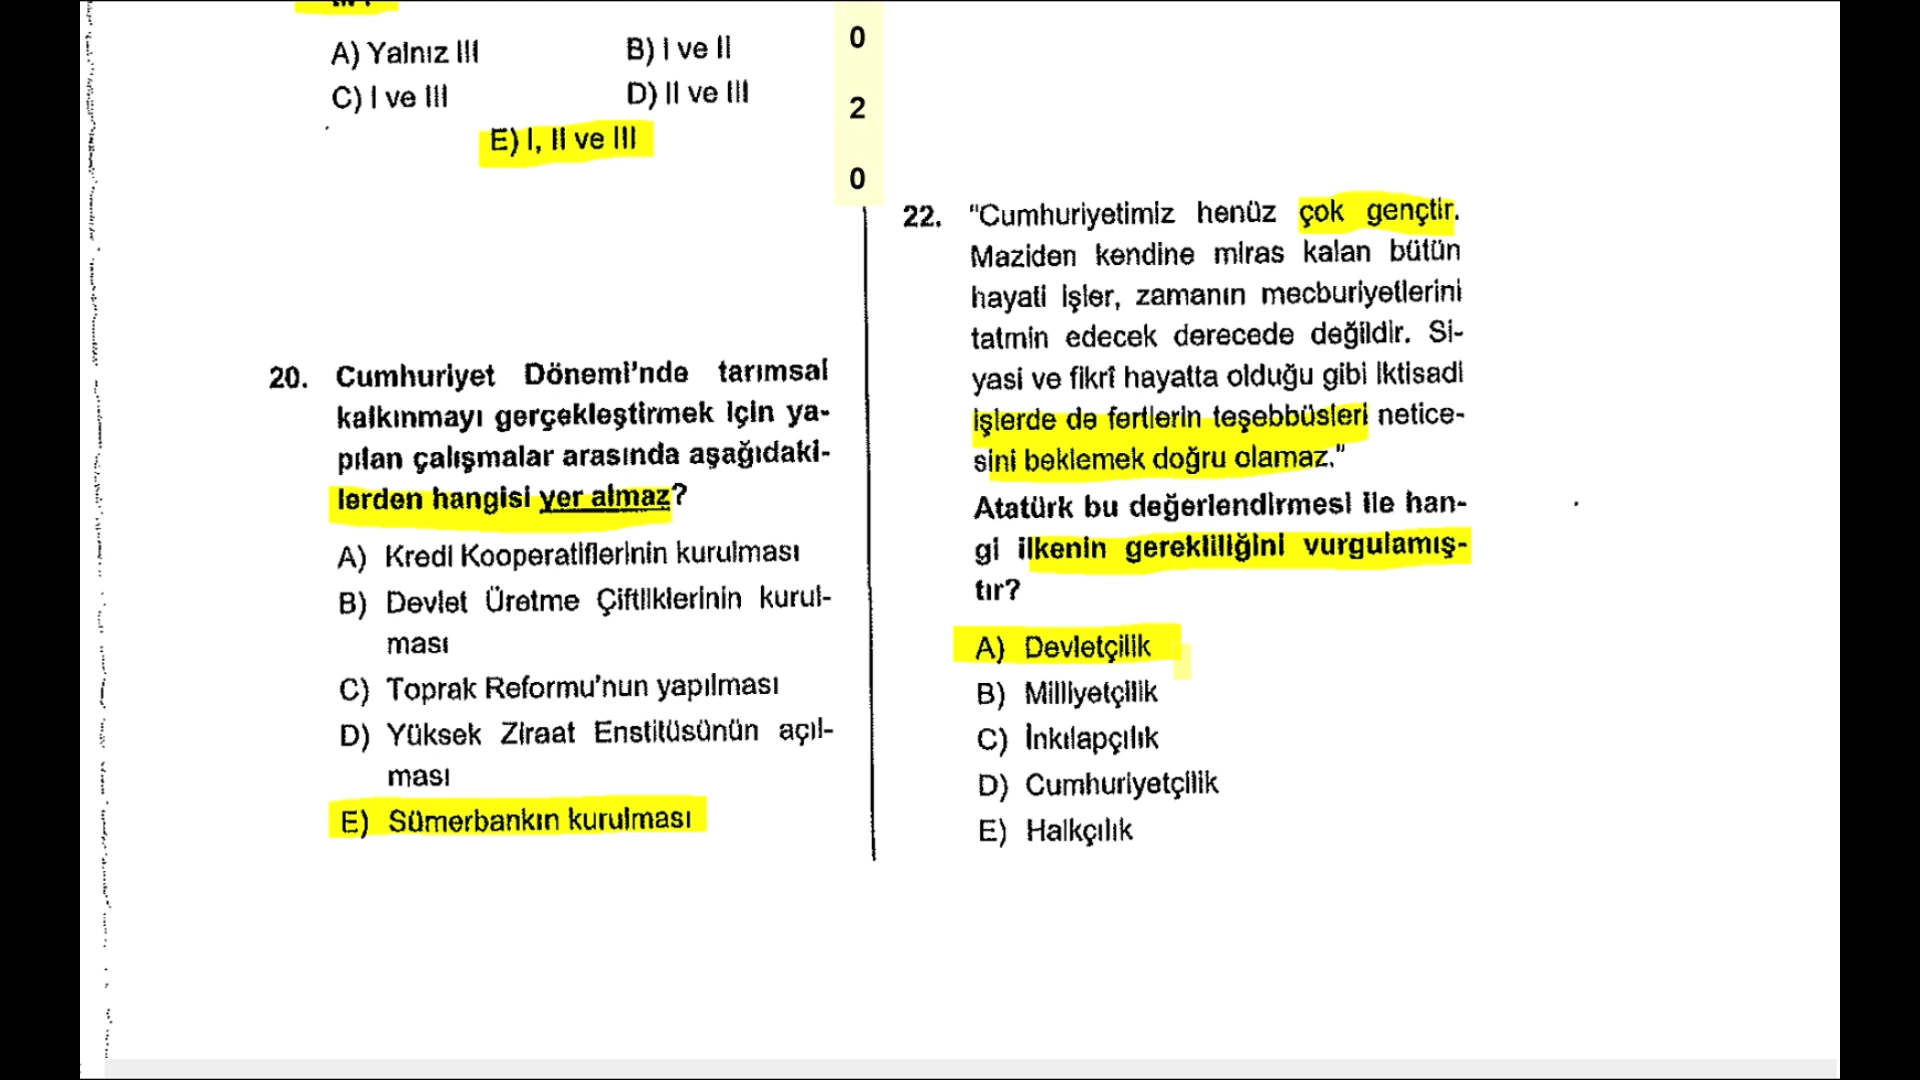 A) Yalnız III
B) I ve II
C) I ve III
D) II ve III
E) I, II ve III
20. Cumhuriyet Dönemi'nde tarımsal
kalkınmayı gerçekleştirmek için ya-
pılan çalışmalar arasında aşağıdaki-
lerden hangisi yer almaz?
A) Kredi Kooperatiflerinin kurulması
B) Devlet Üretme Çiftliklerinin kurul-
ması
C) Toprak Reformu'nun yapılması
D) Yüksek Ziraat Enstitüsünün açıl-
ması
E) Sümerbankın kurulması
0
2
0
22. "Cumhuriyetimiz henüz çok gençtir.
Maziden kendine miras kalan bütün
hayati işler, zamanın mecburiyetlerini
tatmin edecek derecede değildir. Si-
yasi ve fikrî hayatta olduğu gibi iktisadi
işlerde de fertlerin teşebbüsleri netice-
sini beklemek doğru olamaz."
Atatürk bu değerlendirmesi ile han-
gi ilkenin gerekliliğini vurgulamış-
tır?
A) Devletçilik
B) Milliyetçilik
C) İnkılapçılık
D) Cumhuriyetçilik
E) Halkçılık